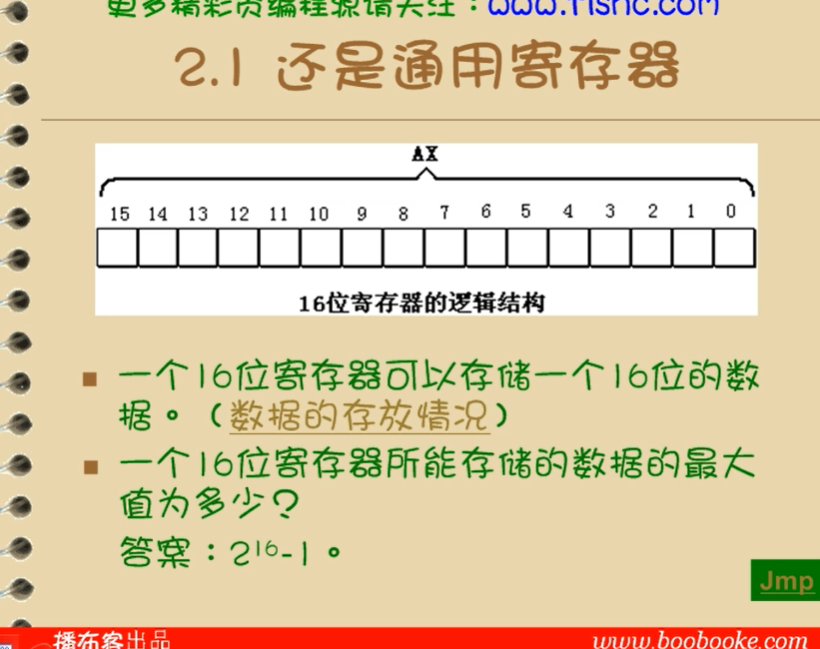 更多精彩页编程源请关注：www.fishc.com
2.1 还是通用寄存器
AX
15 14 13 12 11 10 9 8 7 6 5 4 3 2 1 0
16位寄存器的逻辑结构
一个16位寄存器可以存储一个16位的数
据。（数据的存放情况）
一个16位寄存器所能存储的数据的最大
值为多少？
答案：2¹⁶-1。
Jmp
播布客出品
www.boobooke.com